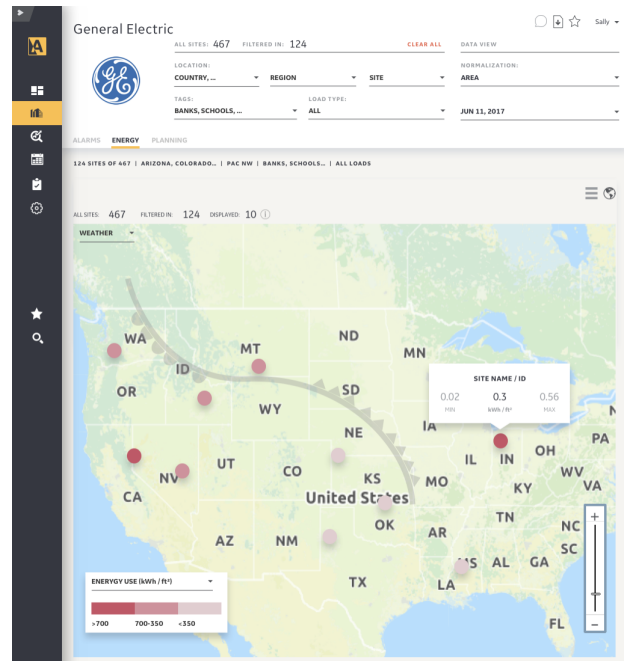 General Electric
Sally
ALL SITES: 467 FILTERED IN: 124 CLEAR ALL DATA VIEW
LOCATION: NORMALIZATION:
COUNTRY, ... REGION SITE AREA
TAGS: LOAD TYPE:
BANKS, SCHOOLS, ... ALL JUN 11, 2017
ALARMS ENERGY PLANNING
124 SITES OF 467 | ARIZONA, COLORADO... | PAC NW | BANKS, SCHOOLS... | ALL LOADS
ALL SITES: 467 FILTERED IN: 124 DISPLAYED: 10
WEATHER
WA MT ND MN
ID
OR SD
WY
SITE NAME / ID
0.02 0.3 0.56
MIN kWh / ft² MAX
NE IA
PA
OH
IL IN
UT CO KS MO WV
NV
KY VA
CA United States
TN
OK NC
AZ NM AR
SC
MS AL GA
TX LA
FL
ENERYGY USE (kWh / ft²)
>700 700-350 <350
+
−